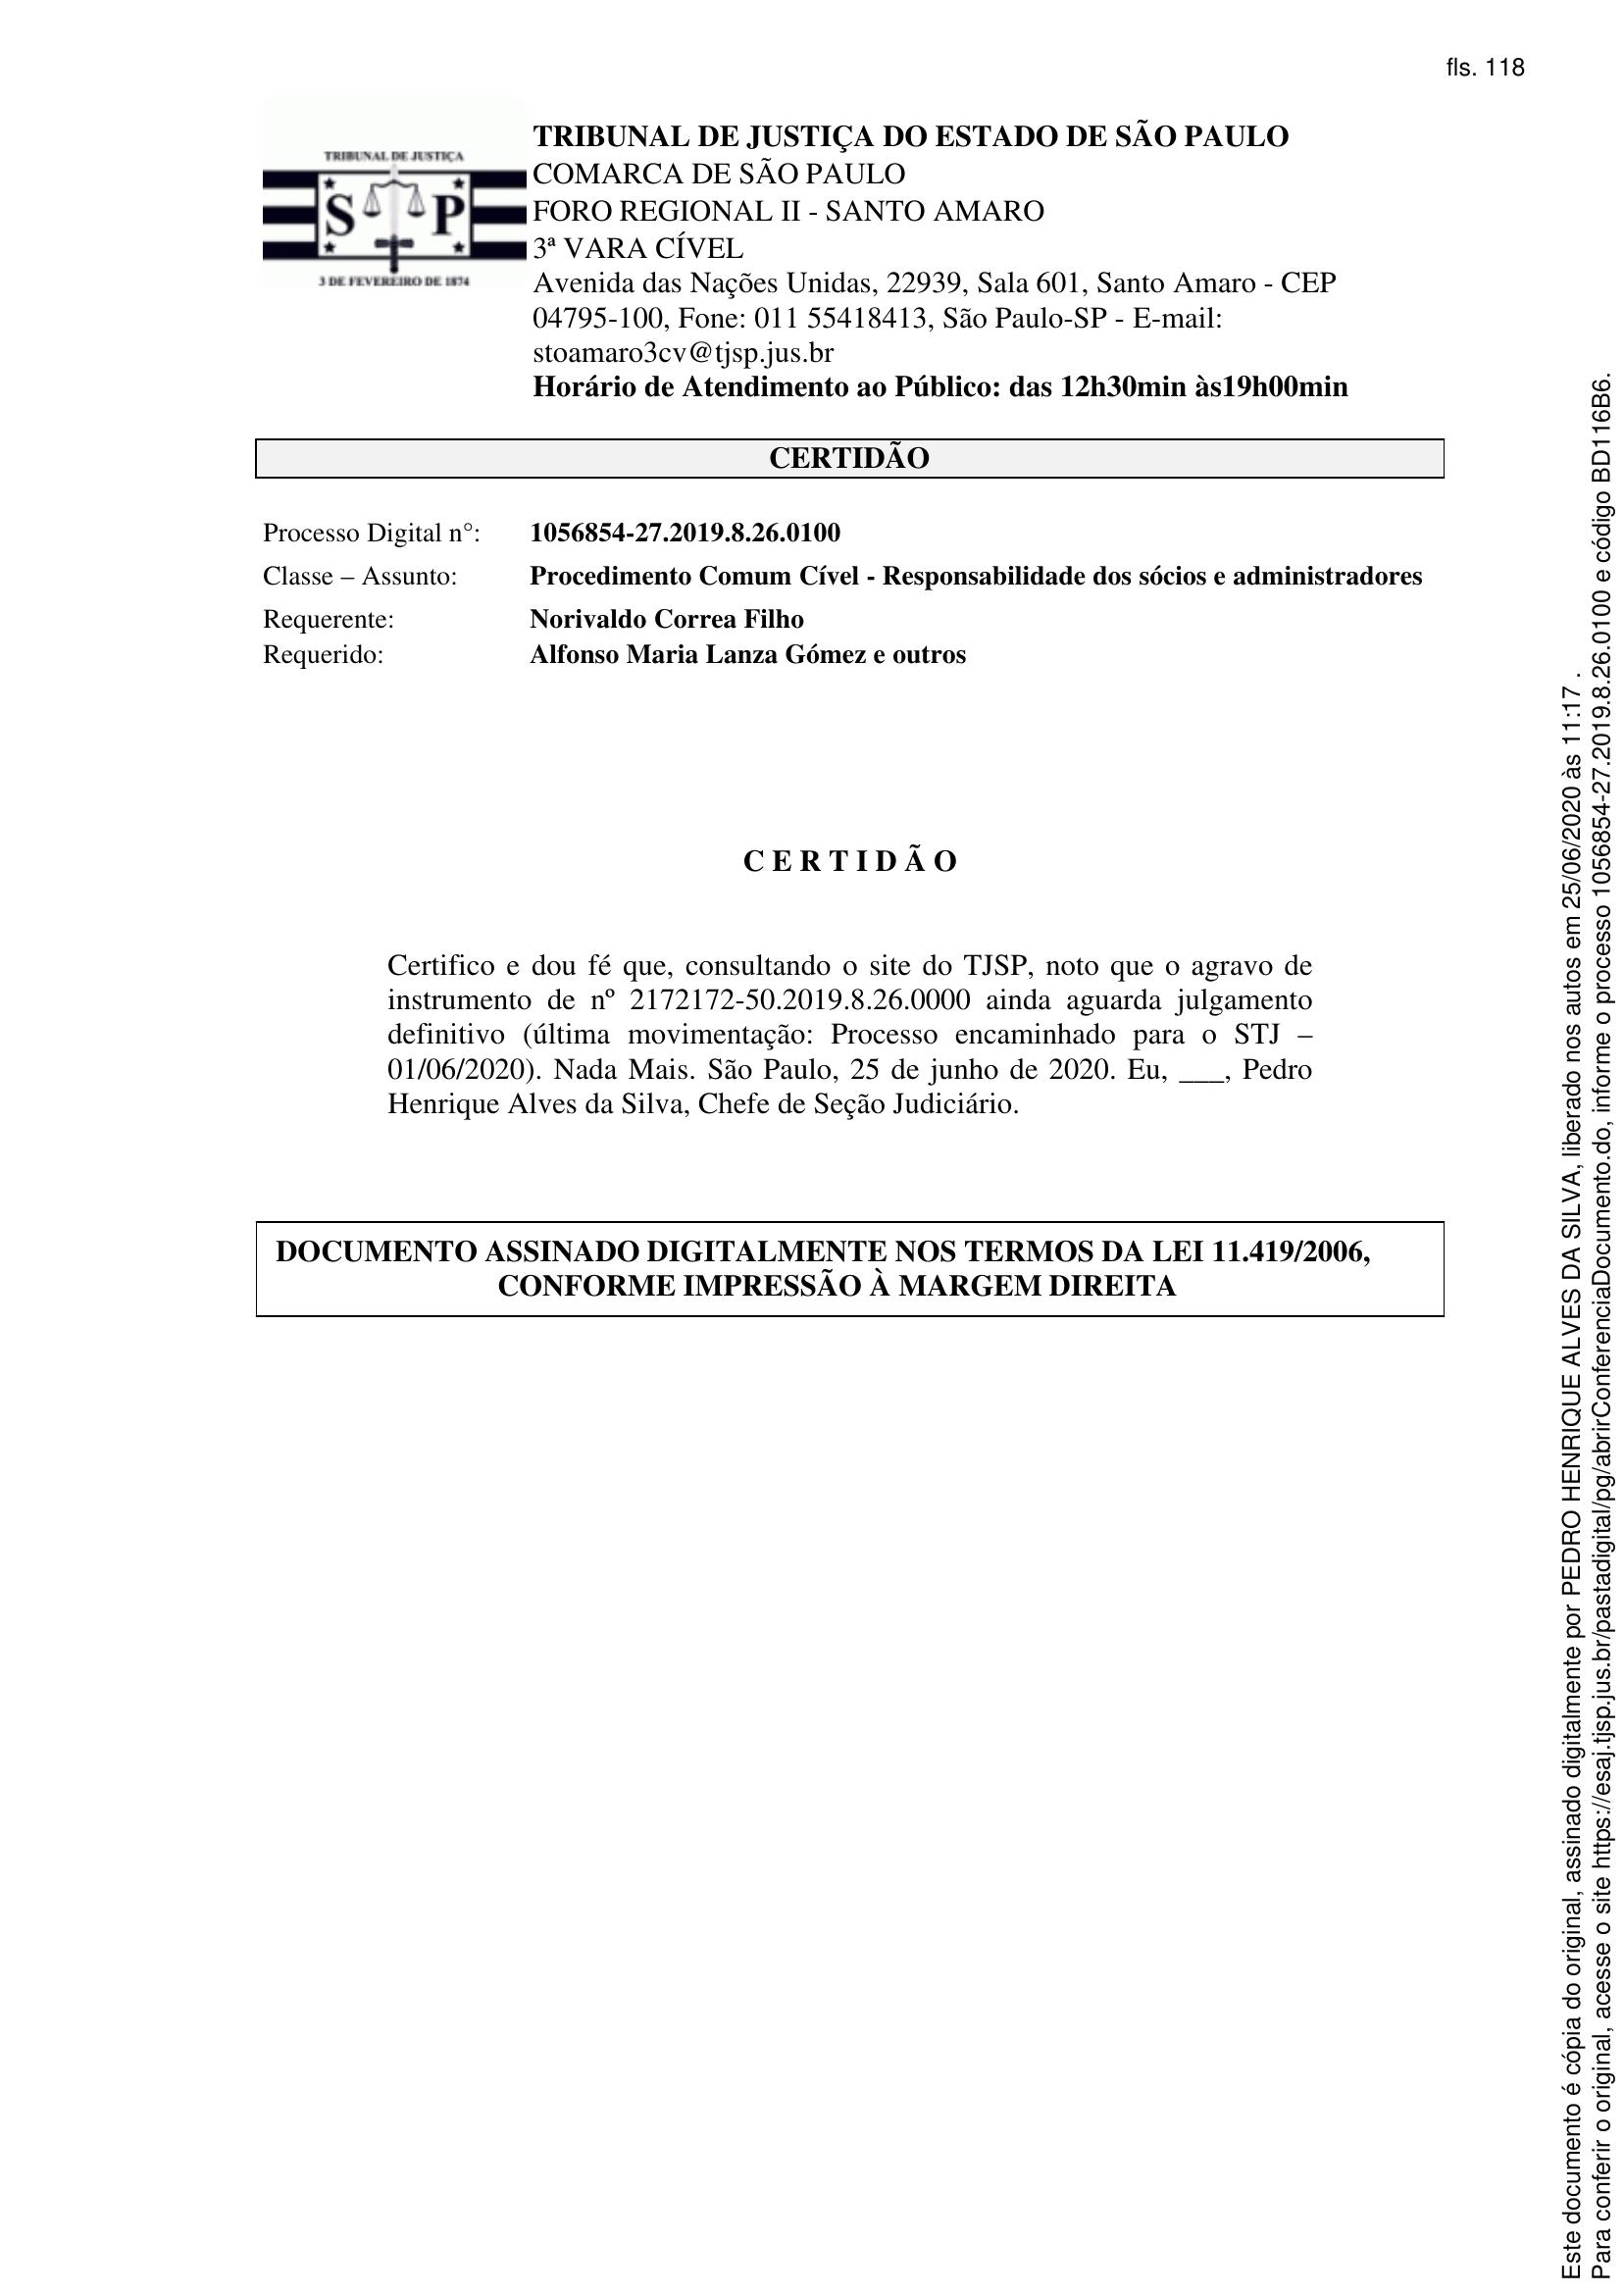 fls. 118
TRIBUNAL DE JUSTIÇA
S P
3 DE FEVEREIRO DE 1874
TRIBUNAL DE JUSTIÇA DO ESTADO DE SÃO PAULO
COMARCA DE SÃO PAULO
FORO REGIONAL II - SANTO AMARO
3ª VARA CÍVEL
Avenida das Nações Unidas, 22939, Sala 601, Santo Amaro - CEP
04795-100, Fone: 011 55418413, São Paulo-SP - E-mail:
stoamaro3cv@tjsp.jus.br
Horário de Atendimento ao Público: das 12h30min às19h00min
CERTIDÃO
Processo Digital n°: 1056854-27.2019.8.26.0100
Classe – Assunto: Procedimento Comum Cível - Responsabilidade dos sócios e administradores
Requerente: Norivaldo Correa Filho
Requerido: Alfonso Maria Lanza Gómez e outros
C E R T I D Ã O
Certifico e dou fé que, consultando o site do TJSP, noto que o agravo de
instrumento de nº 2172172-50.2019.8.26.0000 ainda aguarda julgamento
definitivo (última movimentação: Processo encaminhado para o STJ –
01/06/2020). Nada Mais. São Paulo, 25 de junho de 2020. Eu, ___, Pedro
Henrique Alves da Silva, Chefe de Seção Judiciário.
DOCUMENTO ASSINADO DIGITALMENTE NOS TERMOS DA LEI 11.419/2006,
CONFORME IMPRESSÃO À MARGEM DIREITA
Este documento é cópia do original, assinado digitalmente por PEDRO HENRIQUE ALVES DA SILVA, liberado nos autos em 25/06/2020 às 11:17 .
Para conferir o original, acesse o site https://esaj.tjsp.jus.br/pastadigital/pg/abrirConferenciaDocumento.do, informe o processo 1056854-27.2019.8.26.0100 e código BD116B6.